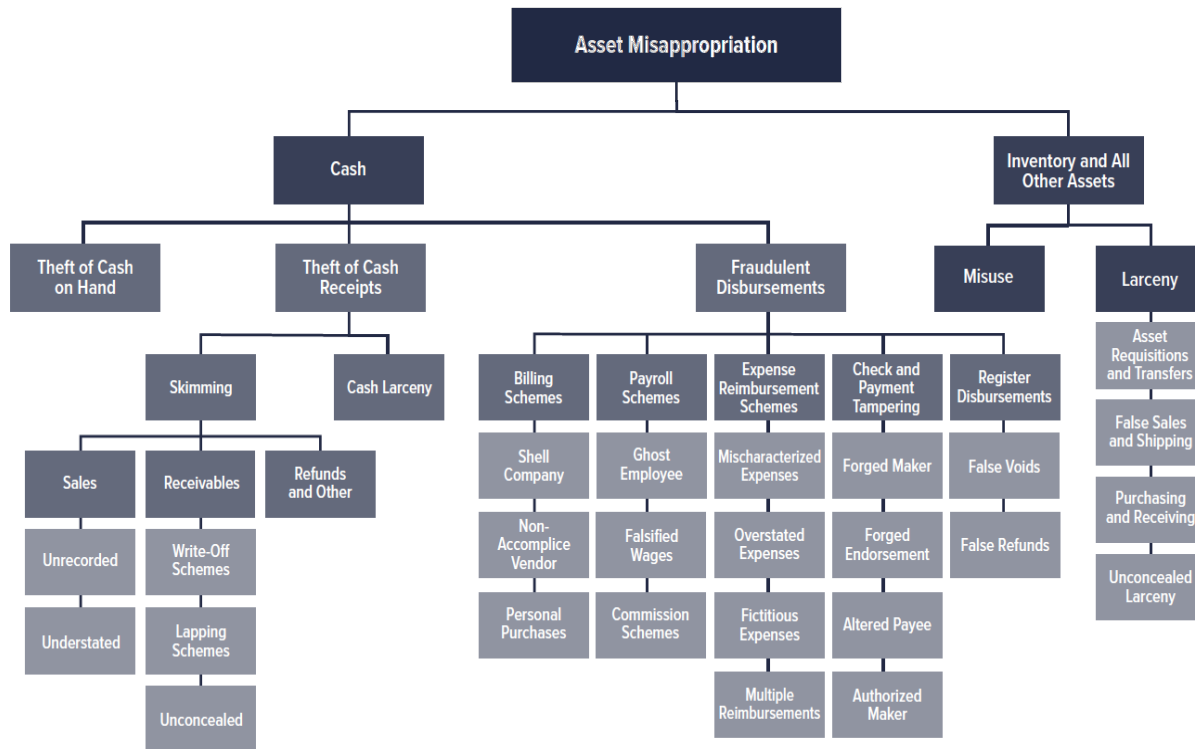 Asset Misappropriation
Cash
Inventory and All
Other Assets
Theft of Cash
on Hand
Theft of Cash
Receipts
Fraudulent
Disbursements
Misuse
Larceny
Asset
Requisitions
and Transfers
False Sales
and Shipping
Purchasing
and Receiving
Unconcealed
Larceny
Skimming
Cash Larceny
Sales
Unrecorded
Understated
Receivables
Write-Off
Schemes
Lapping
Schemes
Unconcealed
Refunds
and Other
Billing
Schemes
Shell
Company
Non-
Accomplice
Vendor
Personal
Purchases
Payroll
Schemes
Ghost
Employee
Falsified
Wages
Commission
Schemes
Expense
Reimbursement
Schemes
Mischaracterized
Expenses
Overstated
Expenses
Fictitious
Expenses
Multiple
Reimbursements
Check and
Payment
Tampering
Forged Maker
Forged
Endorsement
Altered Payee
Authorized
Maker
Register
Disbursements
False Voids
False Refunds